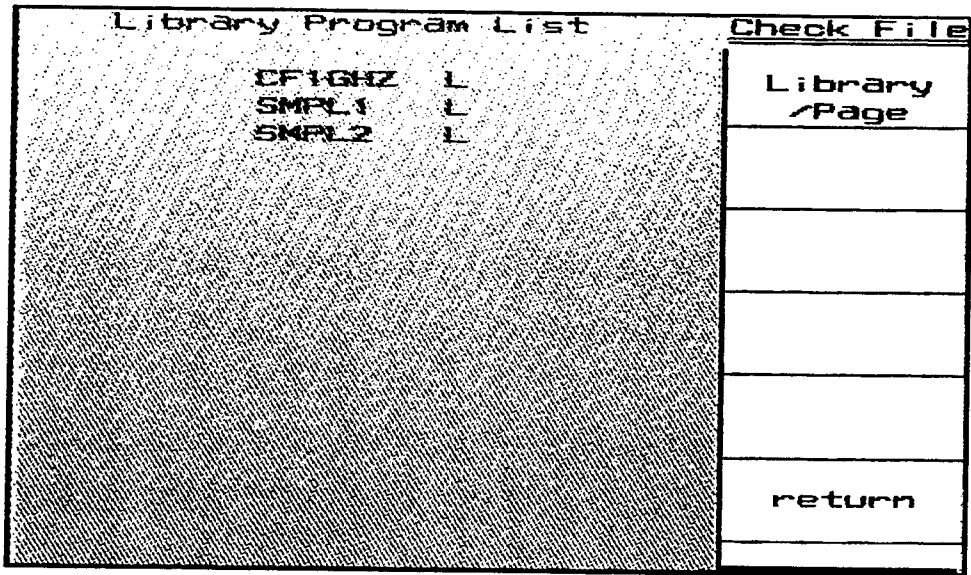 Library Program List
CF1GHZ L
SMPL1 L
SMPL2 L
Check File
Library
/Page
return